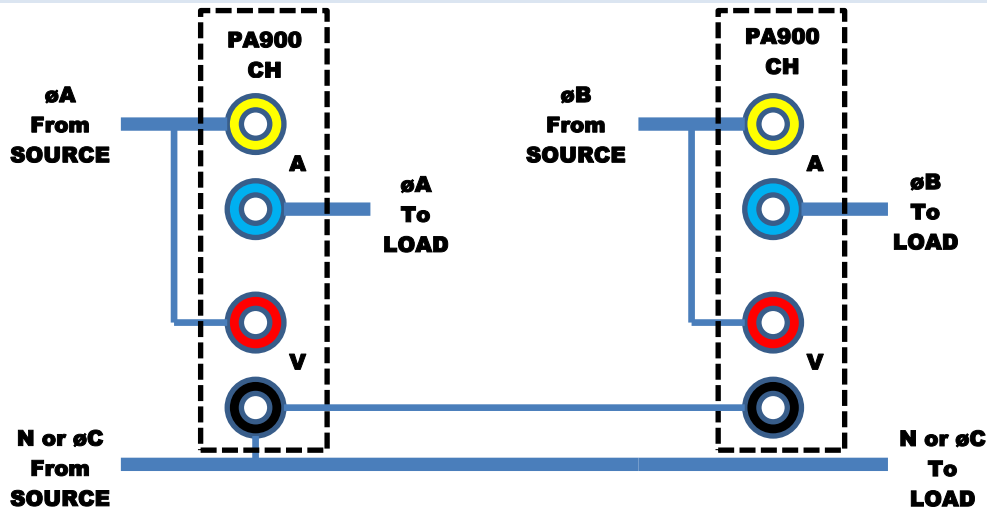 PA900
CH
øA
From
SOURCE
A
øA
To
LOAD
V
N or øC
From
SOURCE
PA900
CH
øB
From
SOURCE
A
øB
To
LOAD
V
N or øC
To
LOAD